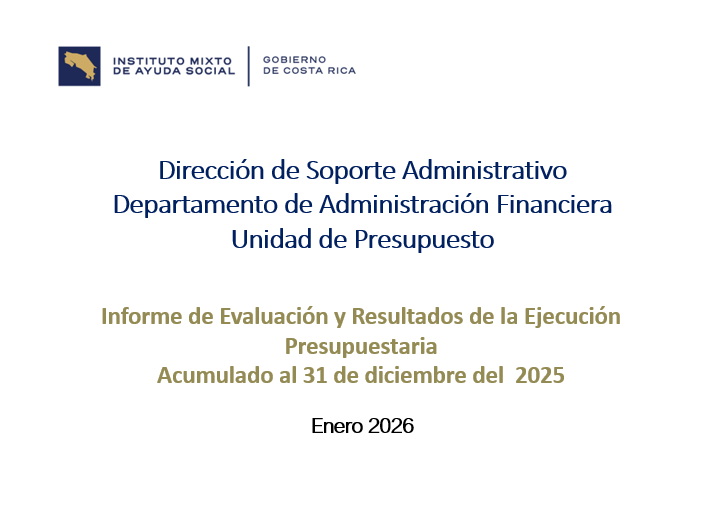 INSTITUTO MIXTO
DE AYUDA SOCIAL
GOBIERNO
DE COSTA RICA
Dirección de Soporte Administrativo
Departamento de Administración Financiera
Unidad de Presupuesto
Informe de Evaluación y Resultados de la Ejecución
Presupuestaria
Acumulado al 31 de diciembre del  2025
Enero 2026